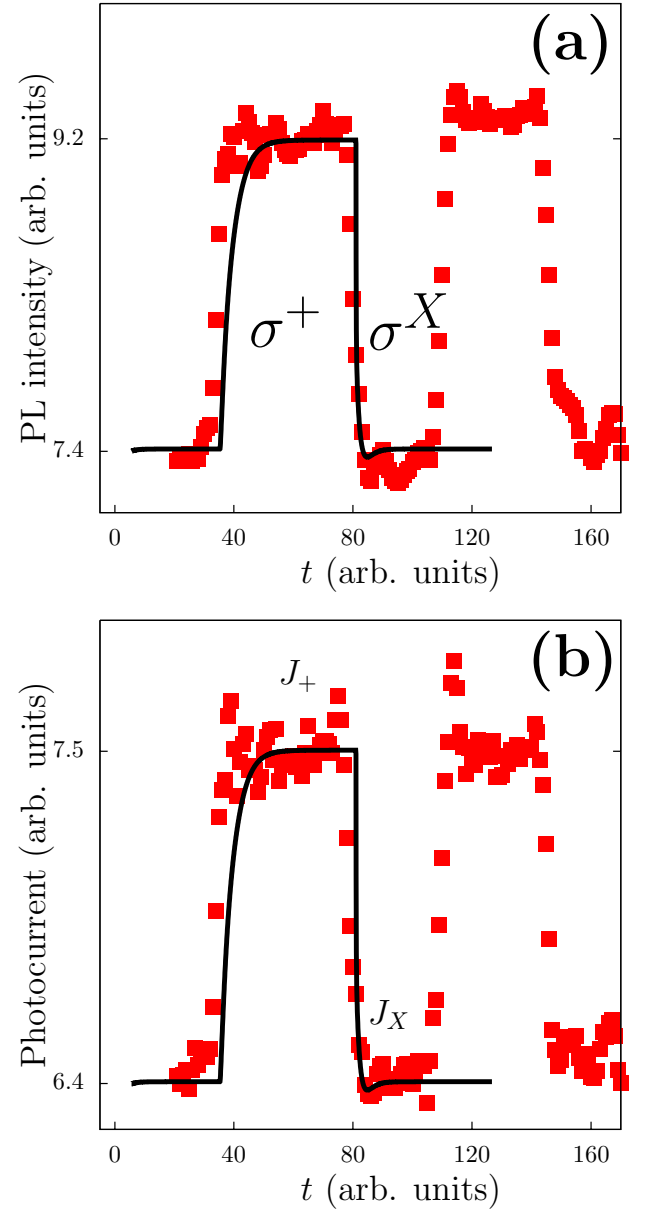 (a)
PL intensity (arb. units)
9.2
7.4
σ⁺
σˣ
0
40
80
120
160
t (arb. units)
(b)
Photocurrent (arb. units)
7.5
6.4
J₊
Jₓ
0
40
80
120
160
t (arb. units)